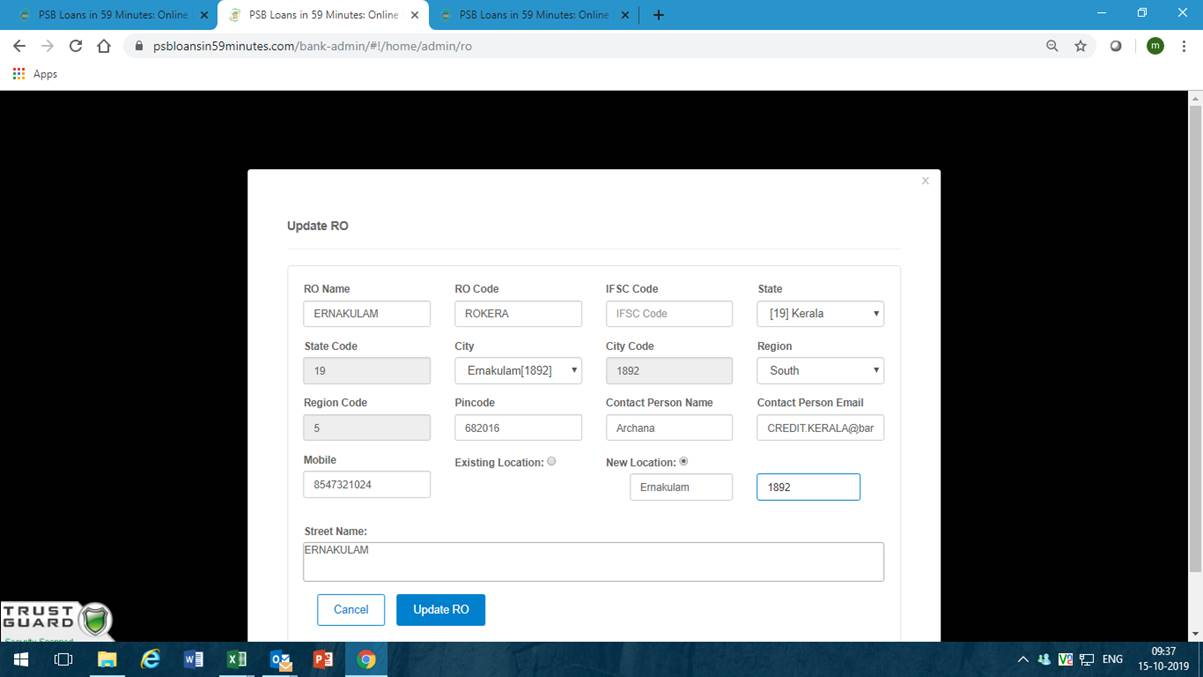 PSB Loans in 59 Minutes: Online
PSB Loans in 59 Minutes: Online
PSB Loans in 59 Minutes: Online
psbloansin59minutes.com/bank-admin/#!/home/admin/ro
m
Apps
x
Update RO
RO Name RO Code IFSC Code State
ERNAKULAM ROKERA IFSC Code [19] Kerala
State Code City City Code Region
19 Ernakulam[1892] 1892 South
Region Code Pincode Contact Person Name Contact Person Email
5 682016 Archana CREDIT.KERALA@bar
Mobile Existing Location: New Location:
8547321024 Ernakulam 1892
Street Name:
ERNAKULAM
Cancel Update RO
TRUST
GUARD
Security Scanned
ENG
09:37
15-10-2019